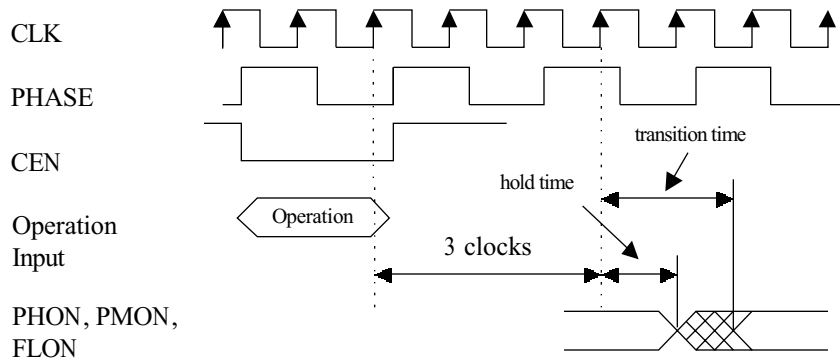 CLK
PHASE
transition time
CEN
hold time
Operation
Operation
Input
3 clocks
PHON, PMON,
FLON